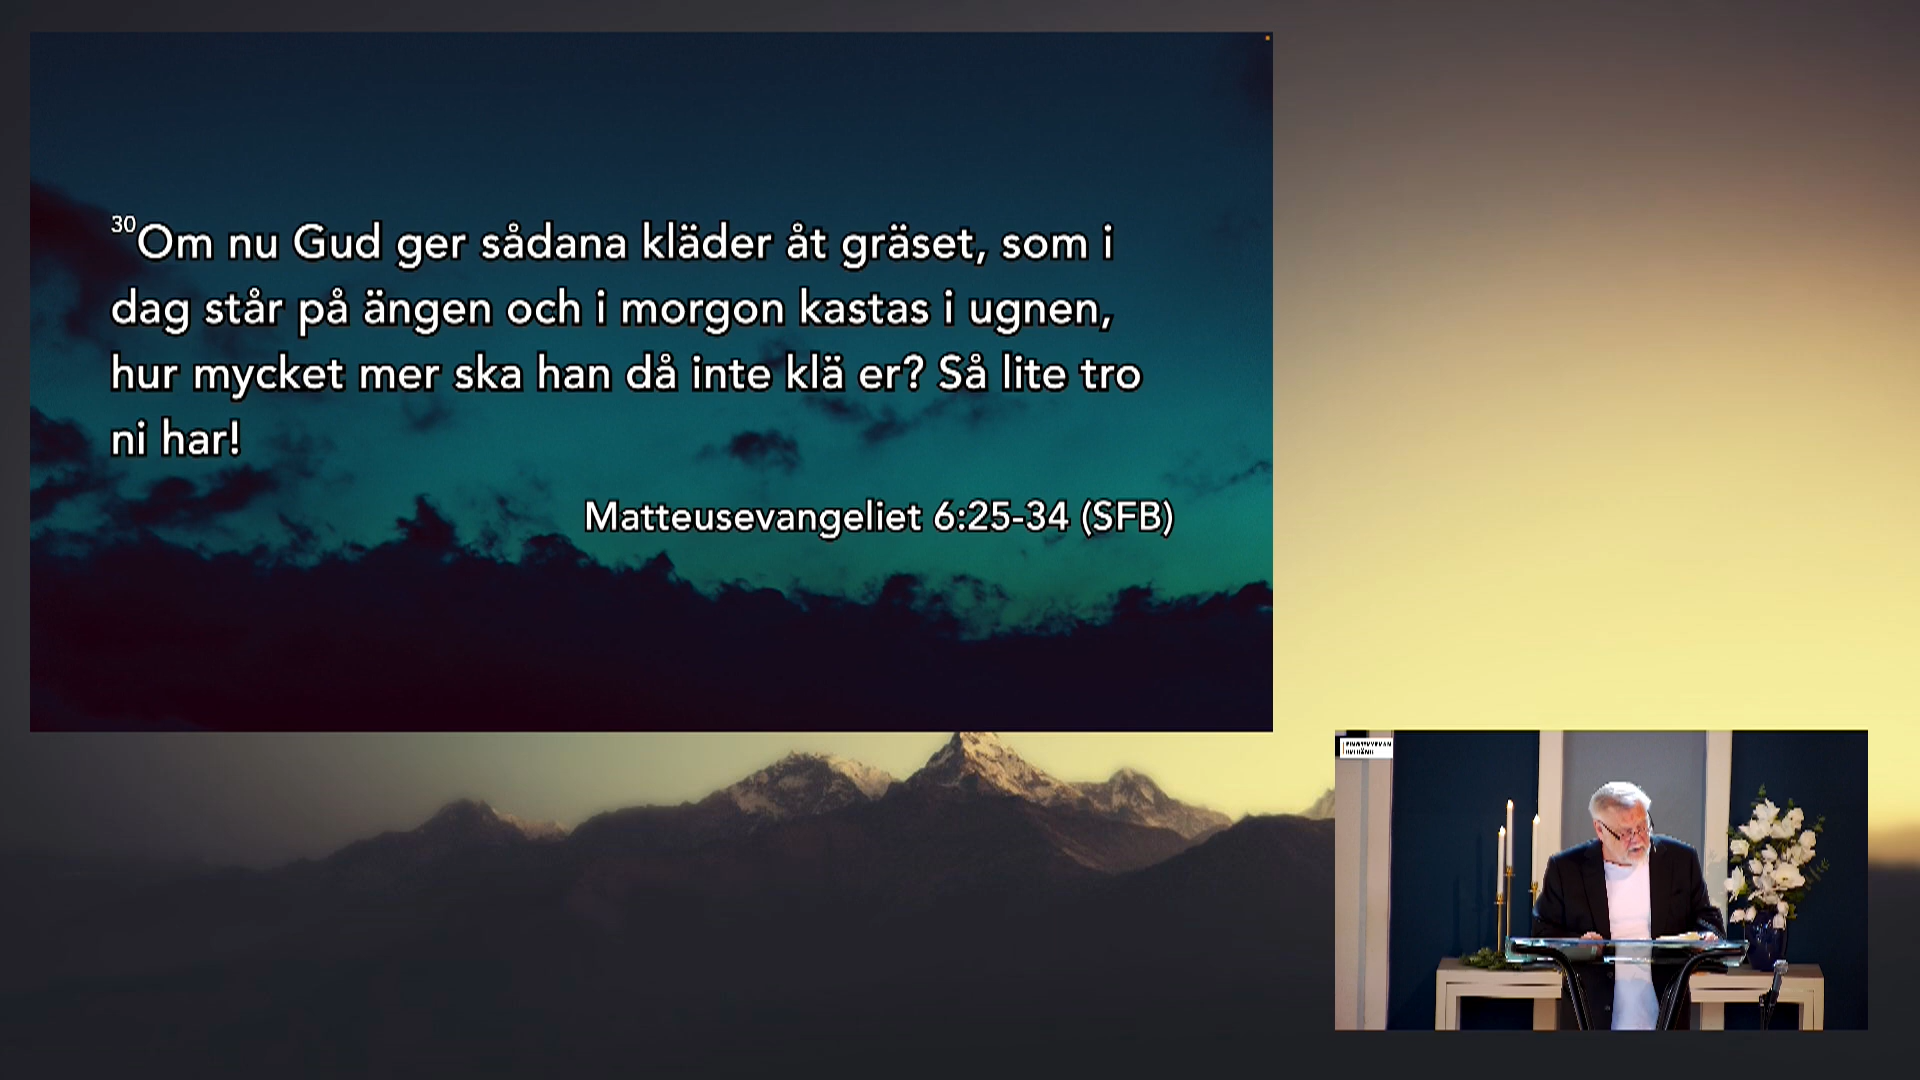 30Om nu Gud ger sådana kläder åt gräset, som i
dag står på ängen och i morgon kastas i ugnen,
hur mycket mer ska han då inte klä er? Så lite tro
ni har!
Matteusevangeliet 6:25-34 (SFB)